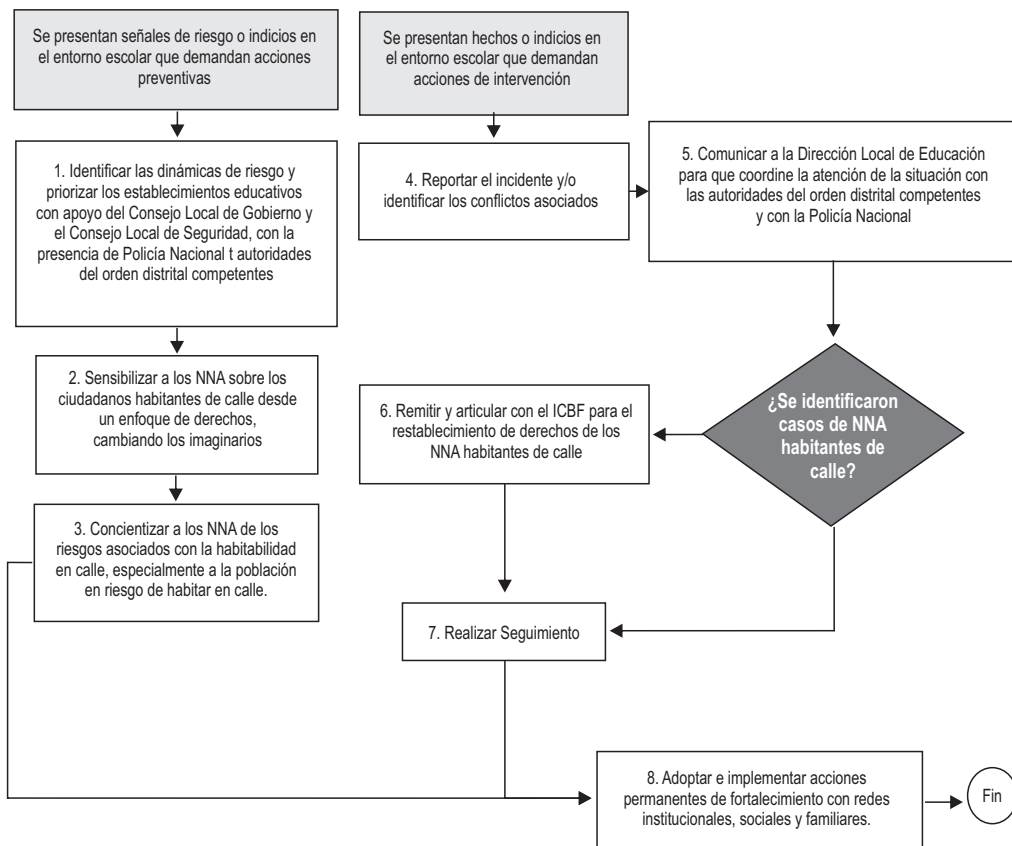 Se presentan señales de riesgo o indicios en
el entorno escolar que demandan acciones
preventivas
Se presentan hechos o indicios en
el entorno escolar que demandan
acciones de intervención
1. Identificar las dinámicas de riesgo y
priorizar los establecimientos educativos
con apoyo del Consejo Local de Gobierno y
el Consejo Local de Seguridad, con la
presencia de Policía Nacional t autoridades
del orden distrital competentes
4. Reportar el incidente y/o
identificar los conflictos asociados
5. Comunicar a la Dirección Local de Educación
para que coordine la atención de la situación con
las autoridades del orden distrital competentes
y con la Policía Nacional
2. Sensibilizar a los NNA sobre los
ciudadanos habitantes de calle desde
un enfoque de derechos,
cambiando los imaginarios
6. Remitir y articular con el ICBF para el
restablecimiento de derechos de los
NNA habitantes de calle
¿Se identificaron
casos de NNA
habitantes de
calle?
3. Concientizar a los NNA de los
riesgos asociados con la habitabilidad
en calle, especialmente a la población
en riesgo de habitar en calle.
7. Realizar Seguimiento
8. Adoptar e implementar acciones
permanentes de fortalecimiento con redes
institucionales, sociales y familiares.
Fin